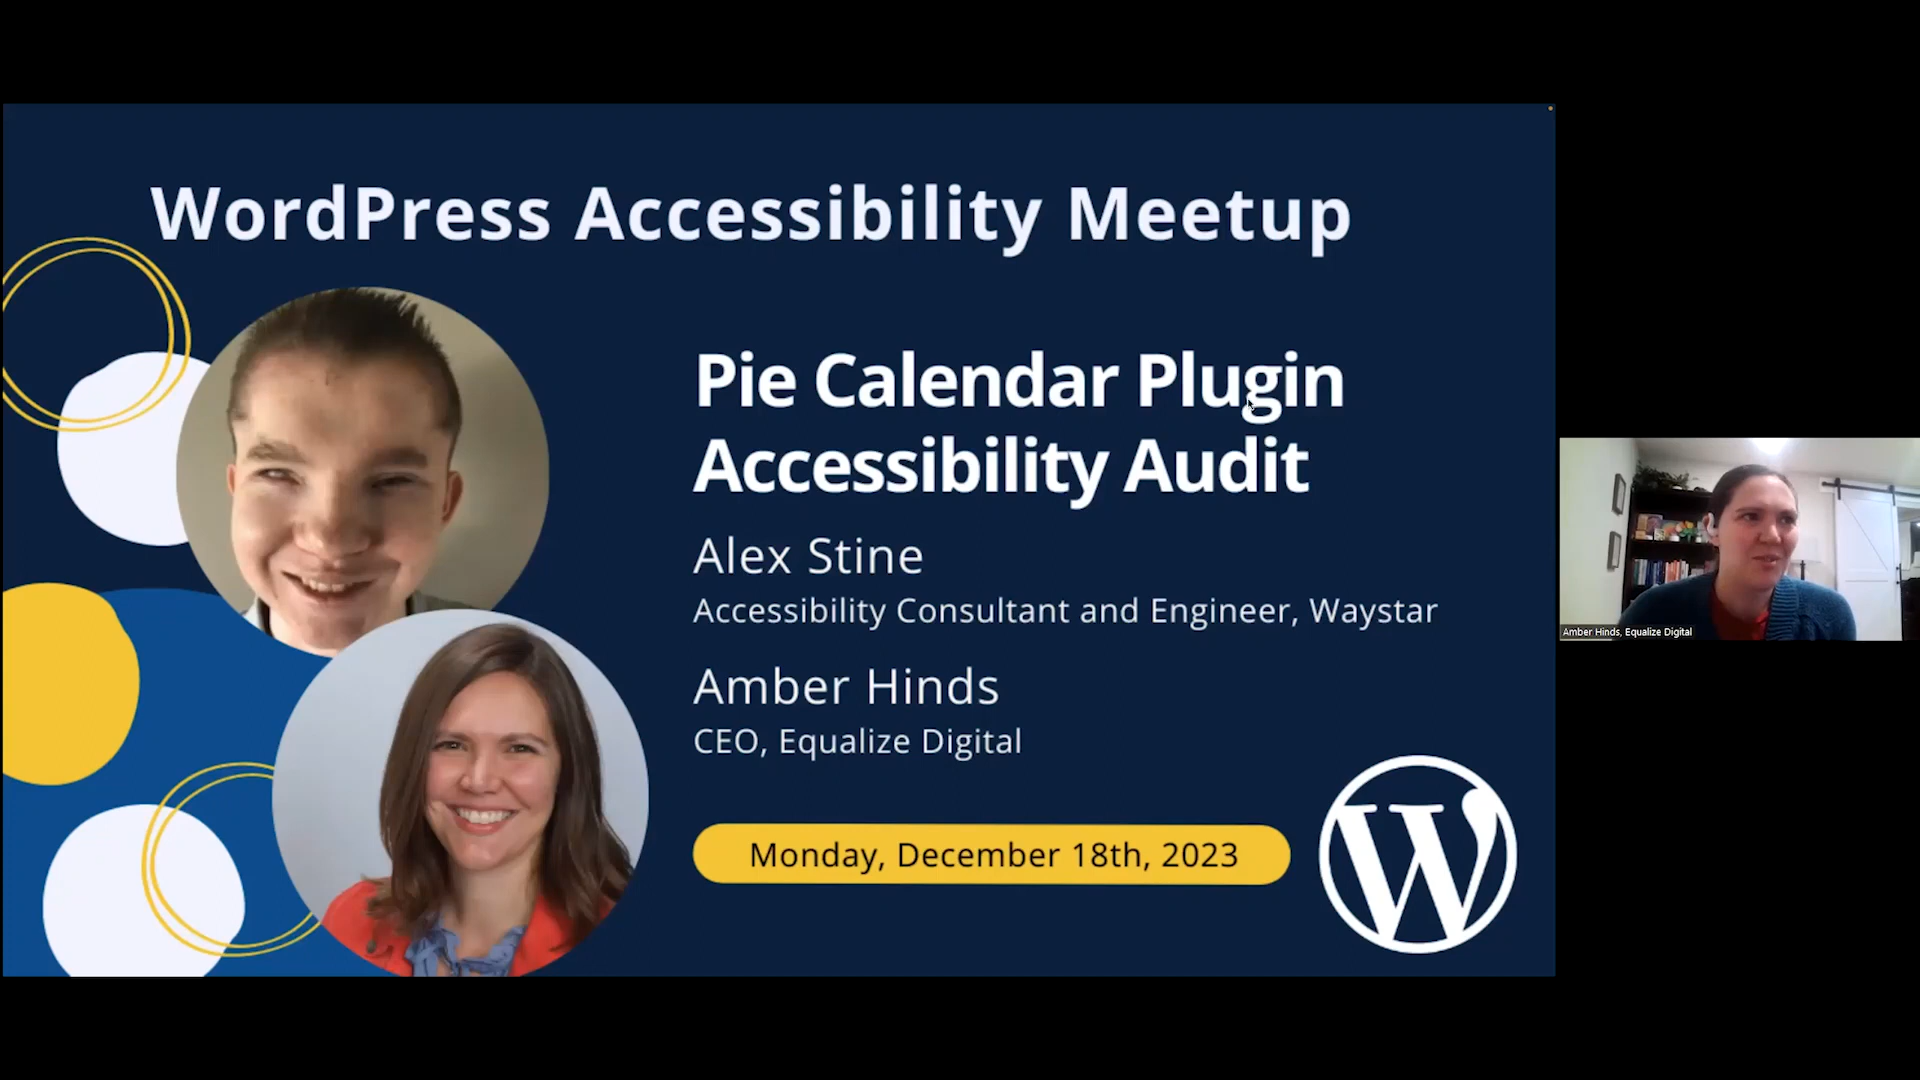 WordPress Accessibility Meetup
Pie Calendar Plugin
Accessibility Audit
Alex Stine
Accessibility Consultant and Engineer, Waystar
Amber Hinds
CEO, Equalize Digital
Monday, December 18th, 2023
Amber Hinds, Equalize Digital